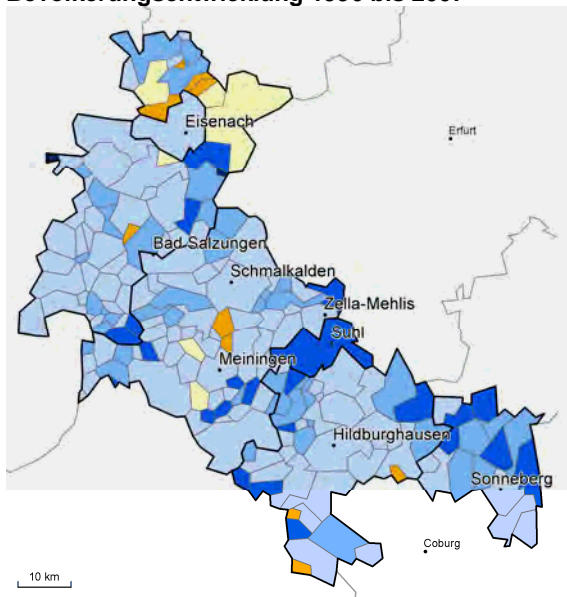 Eisenach
Erfurt
Bad Salzungen
Schmalkalden
Zella-Mehlis
Suhl
Meiningen
Hildburghausen
Sonneberg
Coburg
10 km